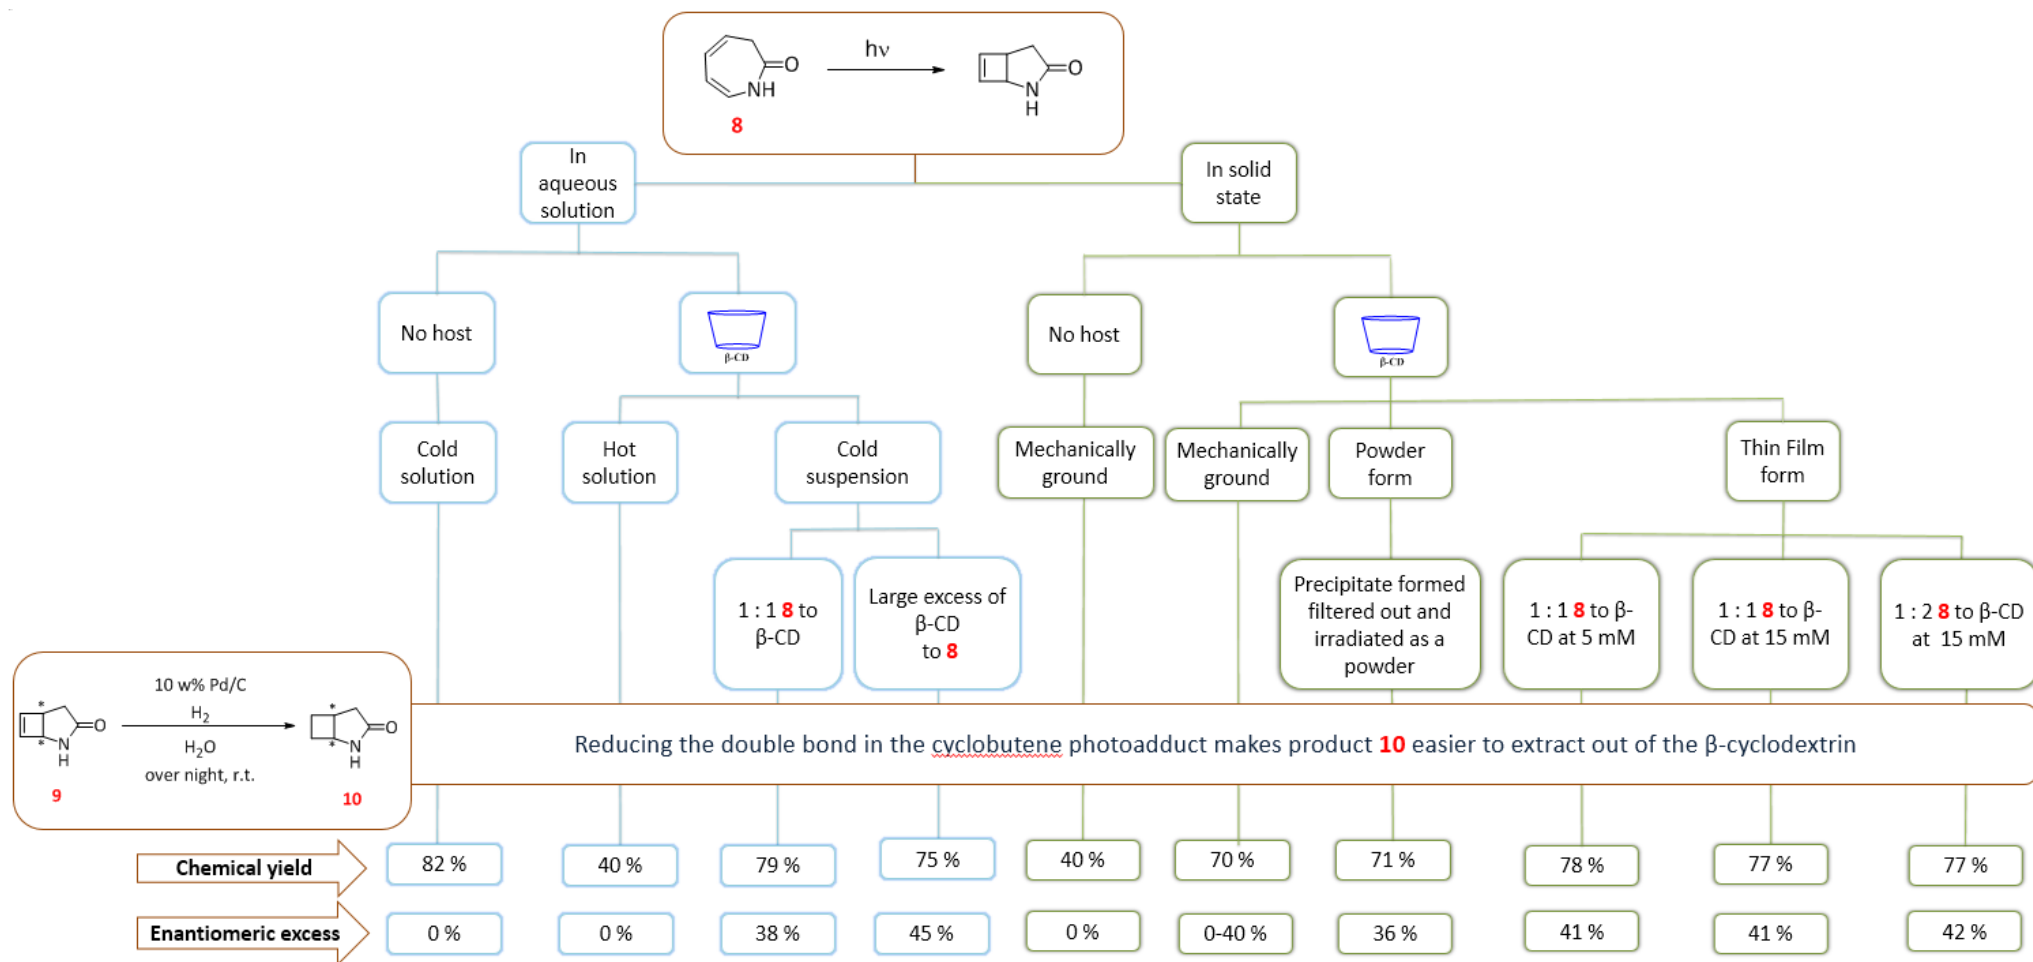 hν
O
NH
8
O
N
H
In
aqueous
solution
In solid
state
No host
β-CD
No host
β-CD
Cold
solution
Hot
solution
Cold
suspension
Mechanically
ground
Mechanically
ground
Powder
form
Thin Film
form
1 : 1 8 to
β-CD
Large excess of
β-CD
to 8
Precipitate formed
filtered out and
irradiated as a
powder
1 : 1 8 to β-
CD at 5 mM
1 : 1 8 to β-
CD at 15 mM
1 : 2 8 to β-CD
at 15 mM
10 w% Pd/C
H2
H2O
over night, r.t.
*
*
O
N
H
9
*
*
O
N
H
10
Reducing the double bond in the cyclobutene photoadduct makes product 10 easier to extract out of the β-cyclodextrin
Chemical yield
82 %
40 %
79 %
75 %
40 %
70 %
71 %
78 %
77 %
77 %
Enantiomeric excess
0 %
0 %
38 %
45 %
0 %
0-40 %
36 %
41 %
41 %
42 %